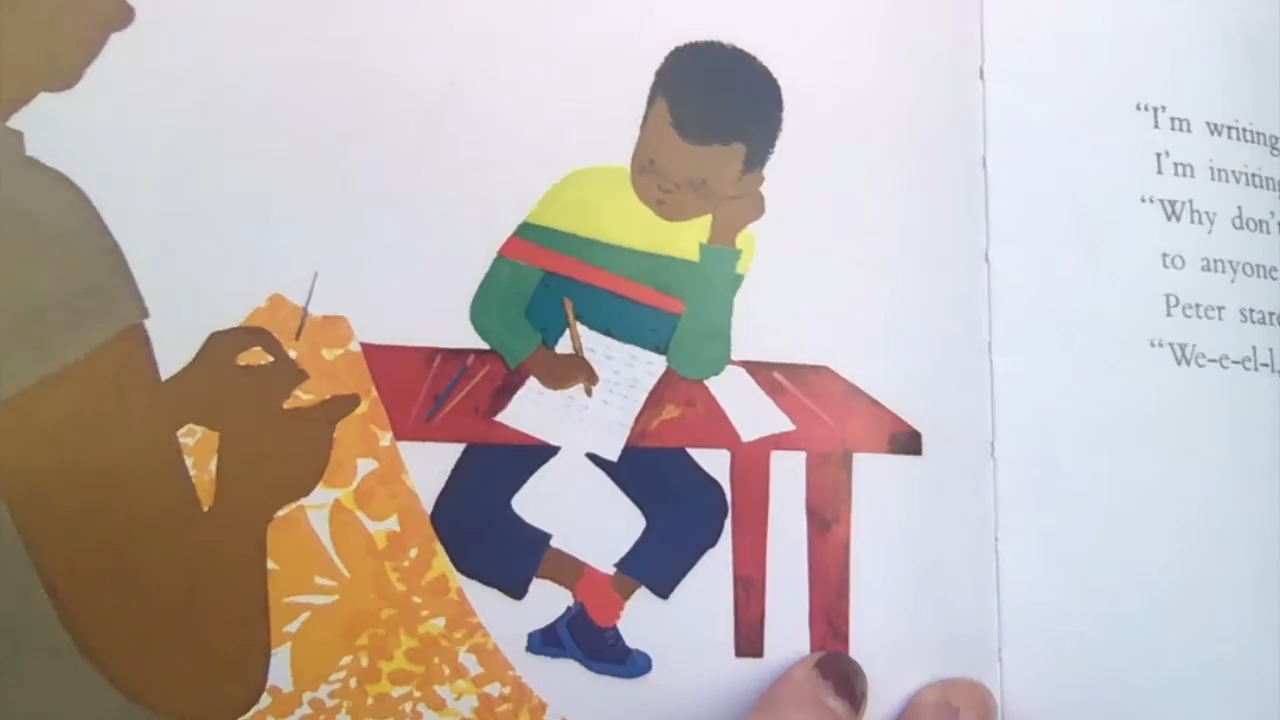 “I’m writing
I’m inviting
“Why don’t
to anyone
Peter stare
“We-e-el-l,